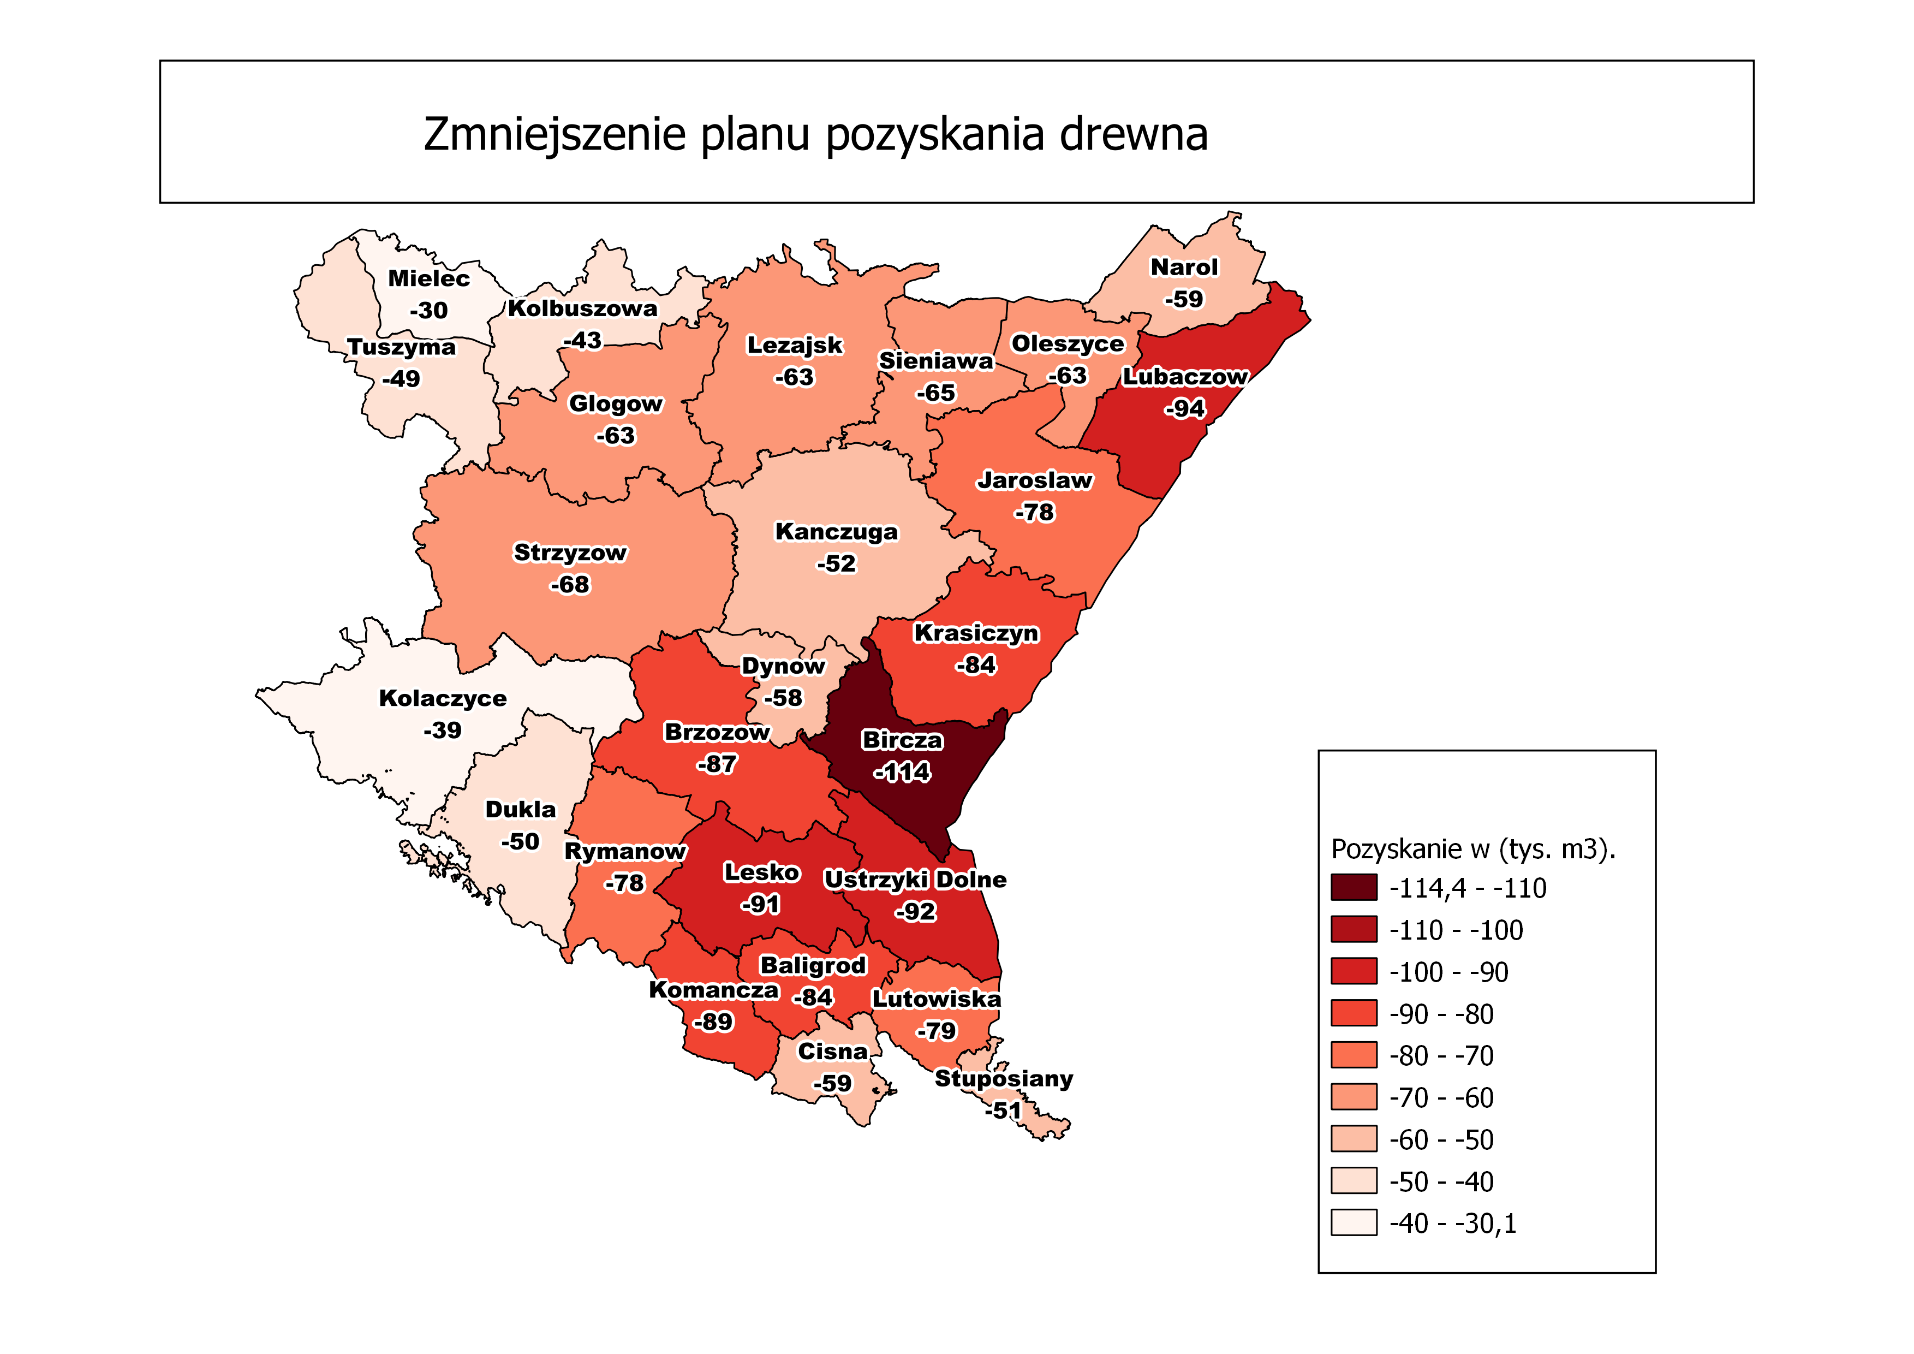 Zmniejszenie planu pozyskania drewna
Narol
-59
Mielec
-30
Kolbuszowa
-43
Tuszyma
-49
Lezajsk
-63
Sieniawa
-65
Oleszyce
-63
Lubaczow
-94
Glogow
-63
Jaroslaw
-78
Kanczuga
-52
Strzyzow
-68
Krasiczyn
-84
Dynow
-58
Kolaczyce
-39
Brzozow
-87
Bircza
-114
Dukla
-50
Rymanow
-78
Lesko
-91
Ustrzyki Dolne
-92
Baligrod
-84
Komancza
-89
Lutowiska
-79
Cisna
-59
Stuposiany
-51
Pozyskanie w (tys. m3).
-114,4 - -110
-110 - -100
-100 - -90
-90 - -80
-80 - -70
-70 - -60
-60 - -50
-50 - -40
-40 - -30,1